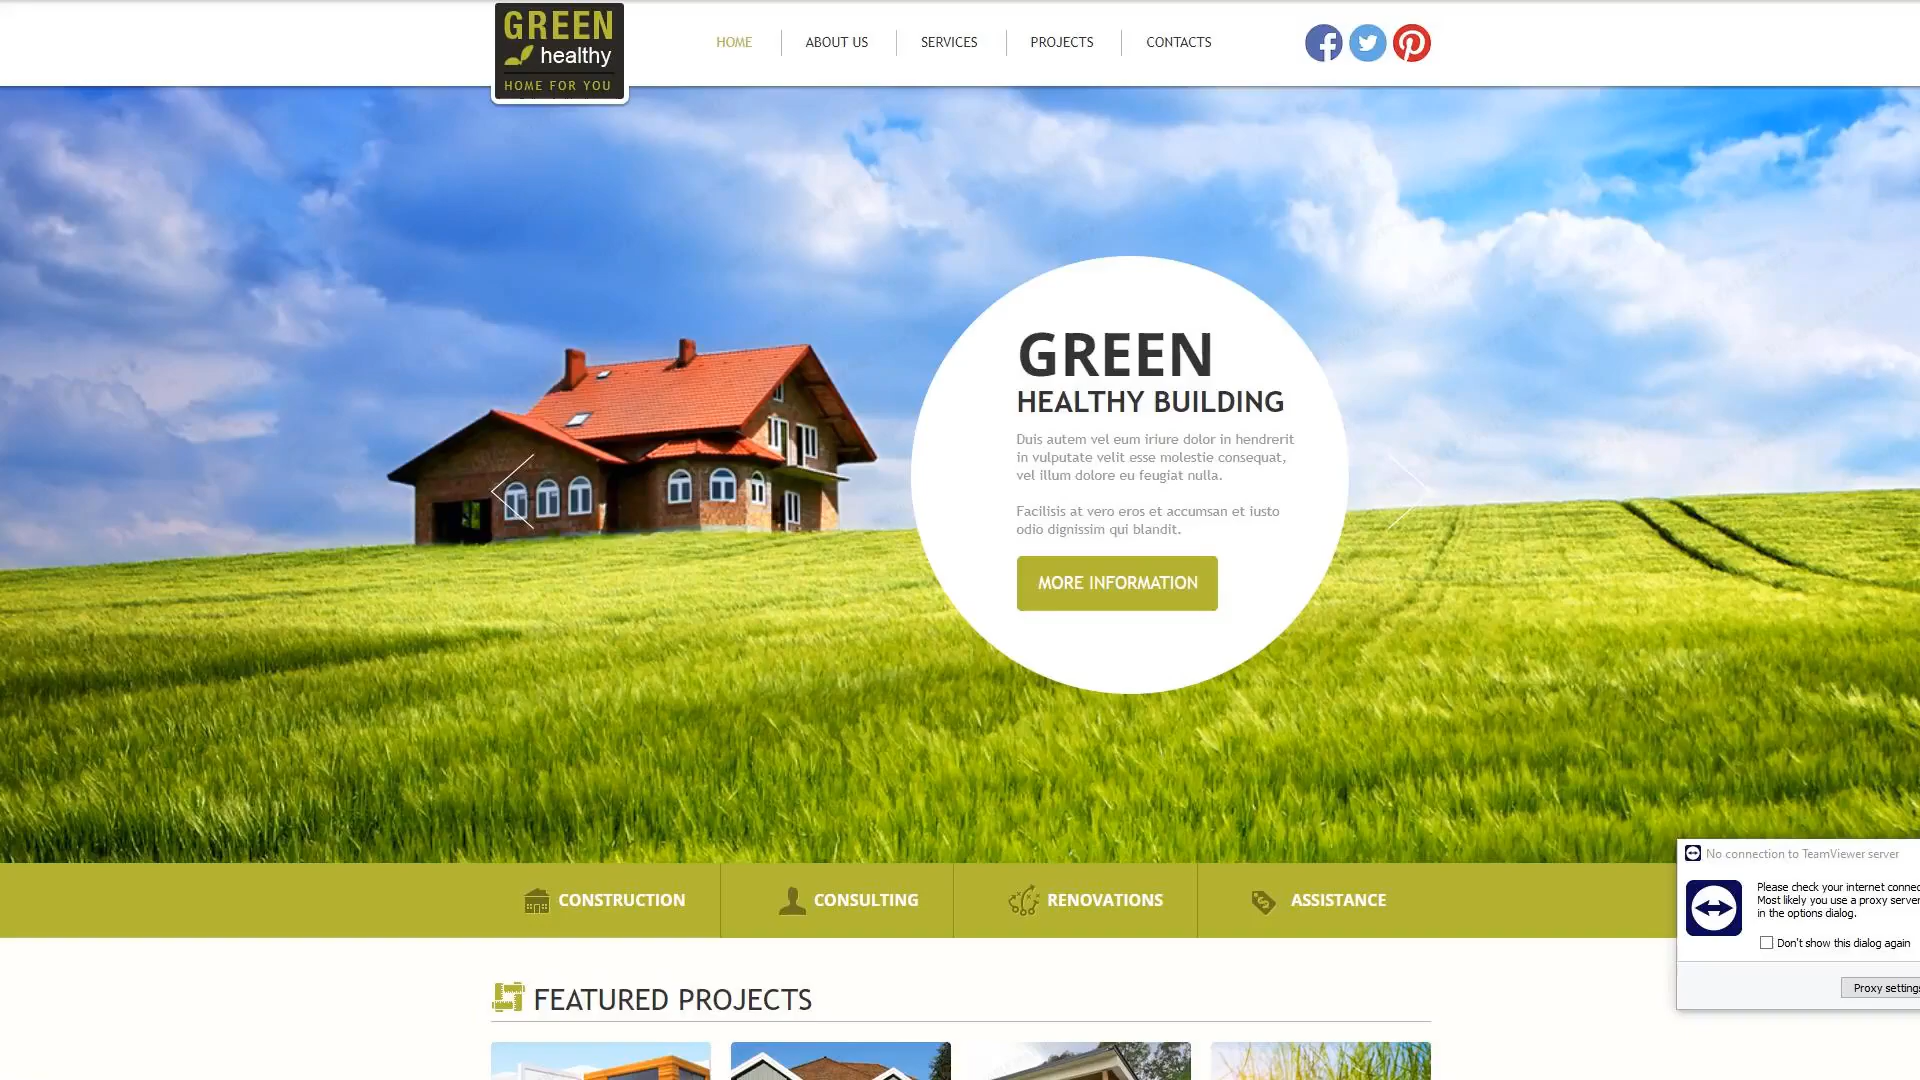 GREEN
healthy
HOME FOR YOU
HOME
ABOUT US
SERVICES
PROJECTS
CONTACTS
GREEN
HEALTHY BUILDING
Duis autem vel eum iriure dolor in hendrerit
in vulputate velit esse molestie consequat,
vel illum dolore eu feugiat nulla.
Facilisis at vero eros et accumsan et iusto
odio dignissim qui blandit.
MORE INFORMATION
CONSTRUCTION
CONSULTING
RENOVATIONS
ASSISTANCE
No connection to TeamViewer server
Please check your internet connec
Most likely you use a proxy server
in the options dialog.
Don't show this dialog again
Proxy settings
FEATURED PROJECTS